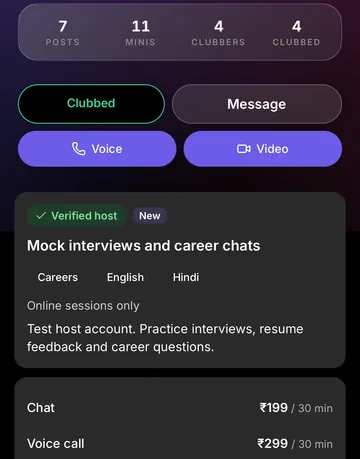 7 11 4 4
POSTS MINIS CLUBBERS CLUBBED
Clubbed Message
Voice Video
Verified host New
Mock interviews and career chats
Careers English Hindi
Online sessions only
Test host account. Practice interviews, resume
feedback and career questions.
Chat ₹199 / 30 min
Voice call ₹299 / 30 min